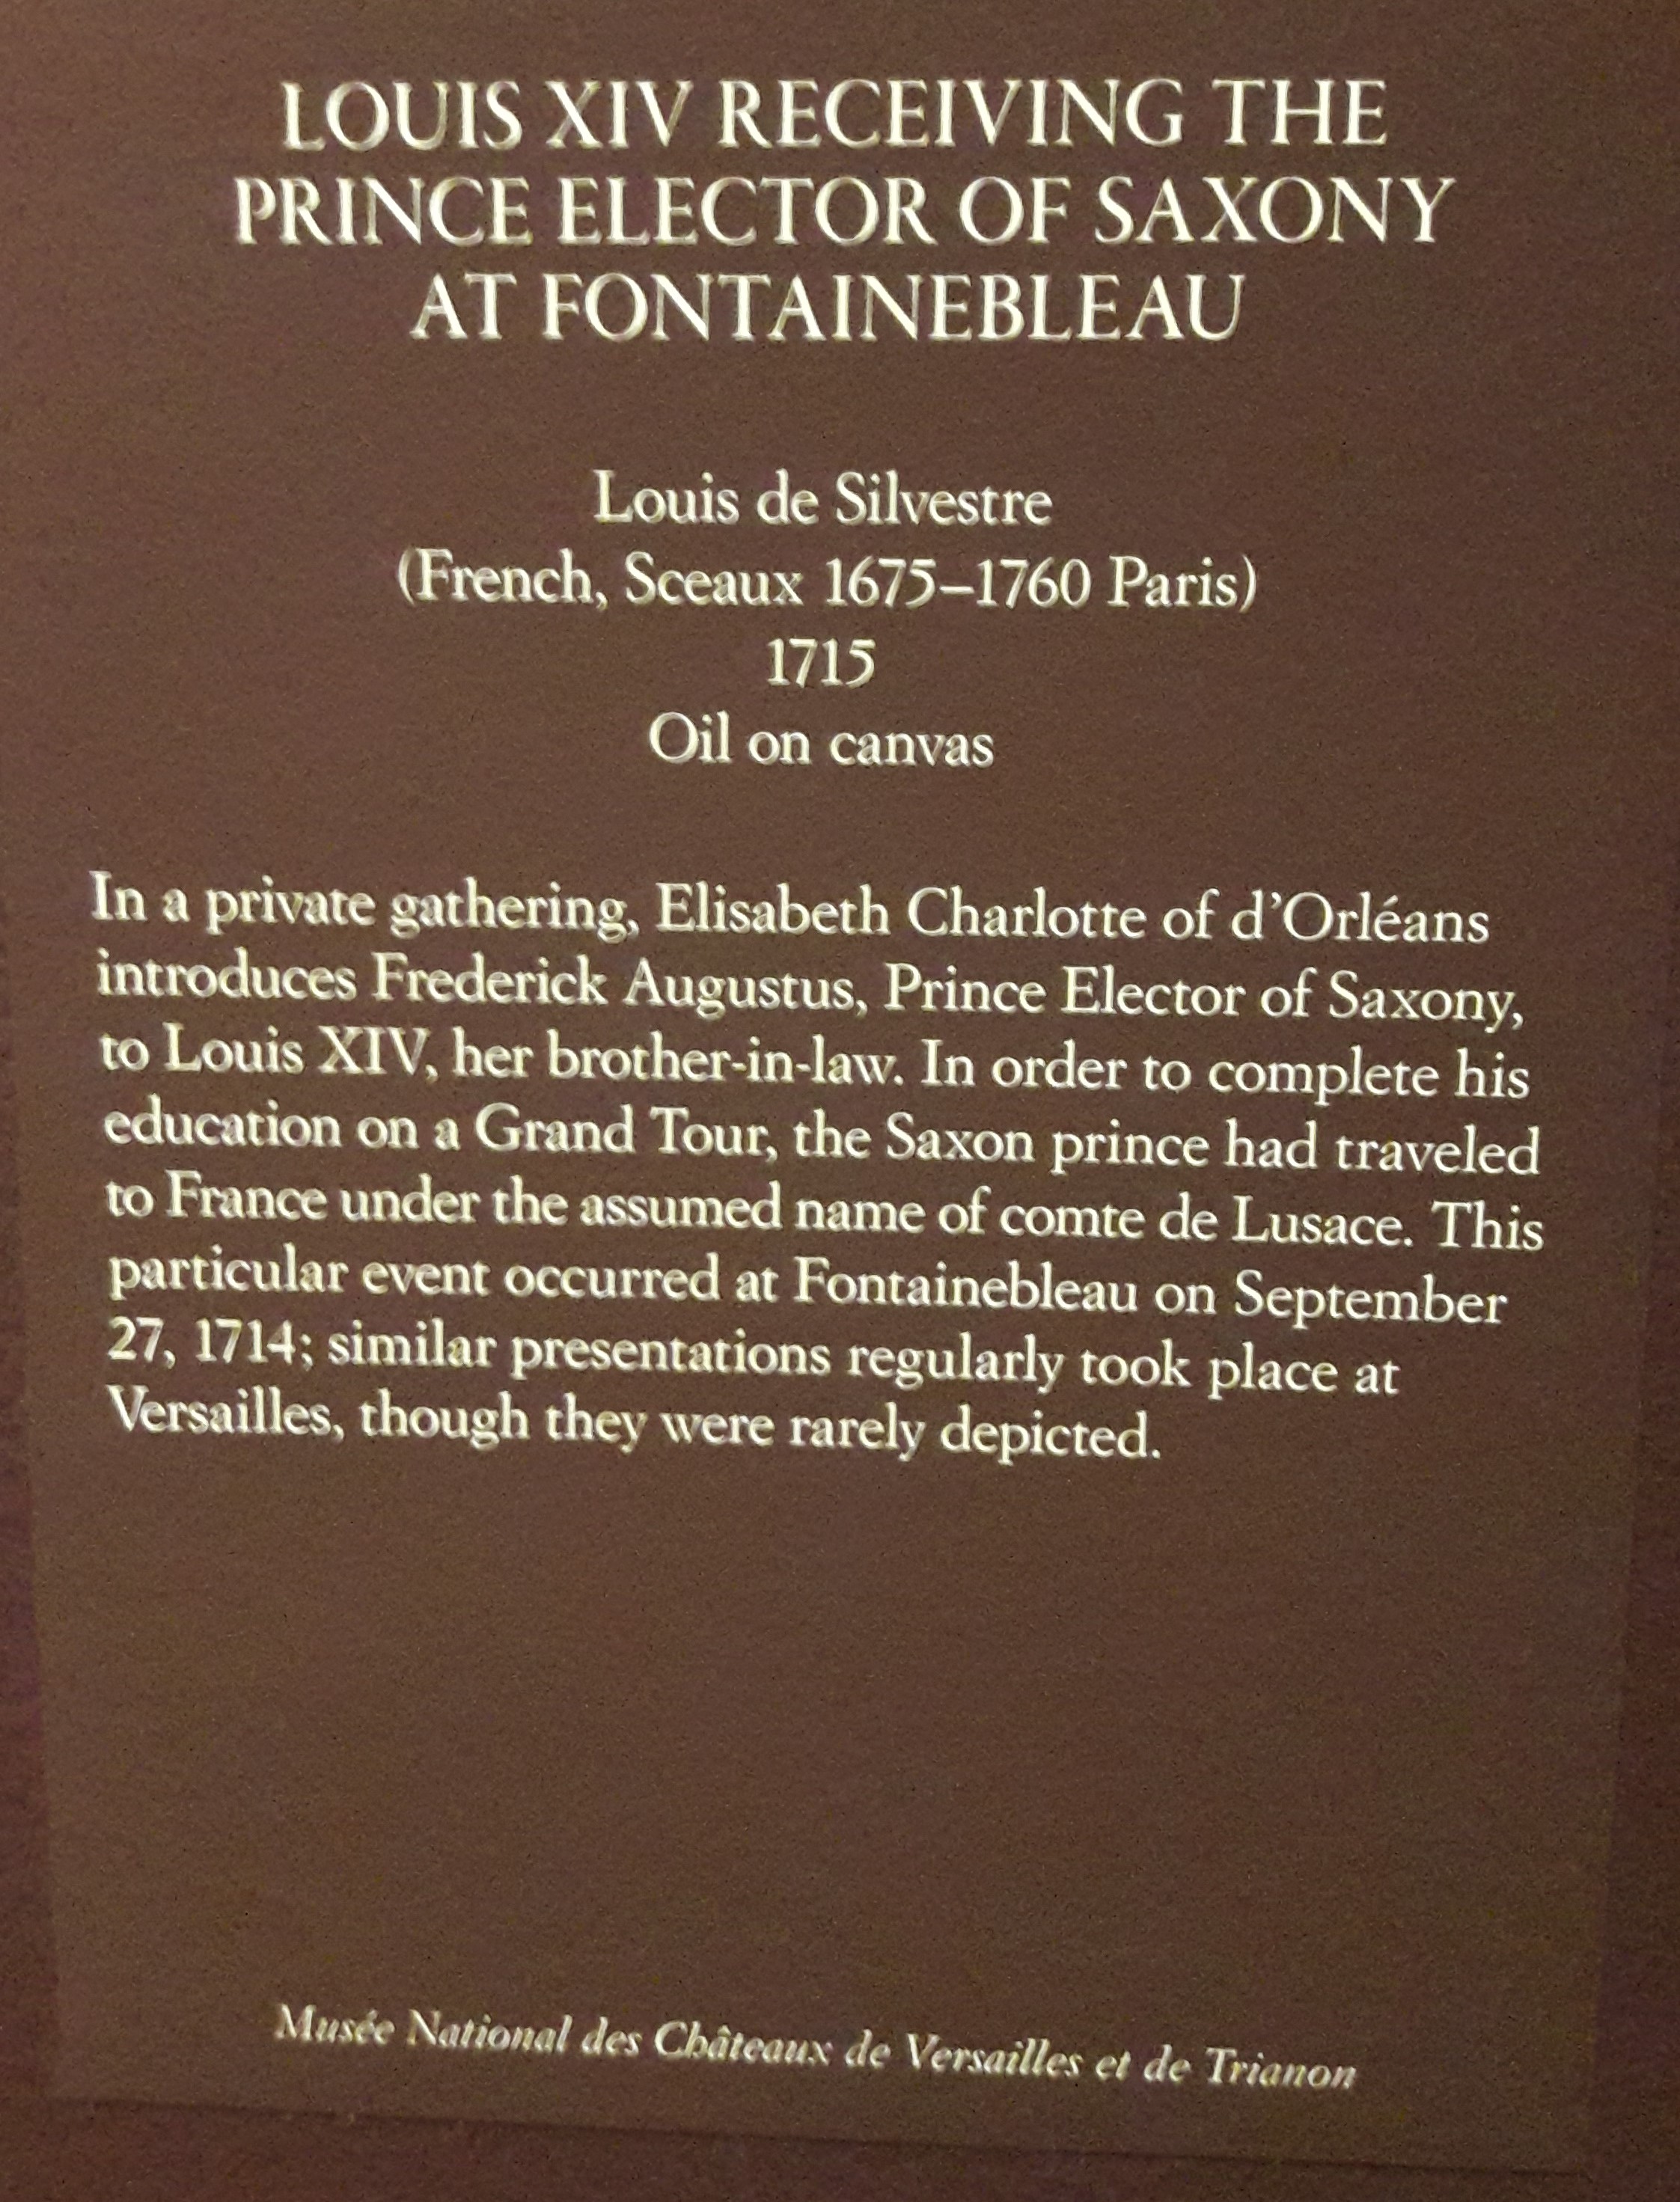 LOUIS XIV RECEIVING THE
PRINCE ELECTOR OF SAXONY
AT FONTAINEBLEAU
Louis de Silvestre
(French, Sceaux 1675–1760 Paris)
1715
Oil on canvas
In a private gathering, Elisabeth Charlotte of d’Orléans
introduces Frederick Augustus, Prince Elector of Saxony,
to Louis XIV, her brother-in-law. In order to complete his
education on a Grand Tour, the Saxon prince had traveled
to France under the assumed name of comte de Lusace. This
particular event occurred at Fontainebleau on September
27, 1714; similar presentations regularly took place at
Versailles, though they were rarely depicted.
Musée National des Châteaux de Versailles et de Trianon